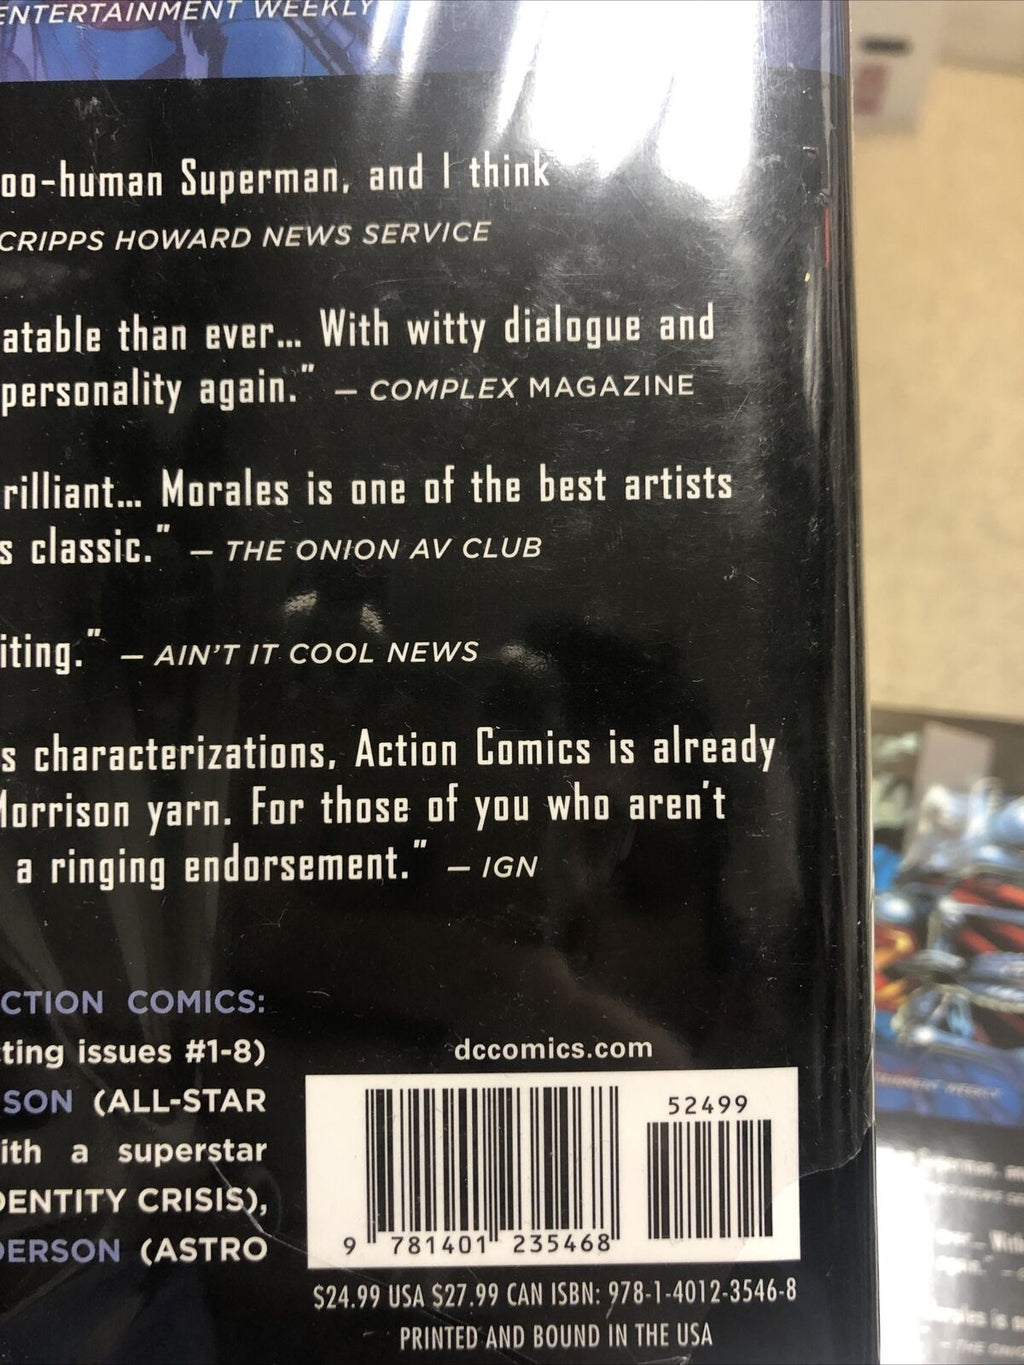 ENTERTAINMENT WEEKLY
oo-human Superman, and I think
CRIPPS HOWARD NEWS SERVICE
atable than ever... With witty dialogue and
personality again." — COMPLEX MAGAZINE
rilliant... Morales is one of the best artists
s classic." — THE ONION AV CLUB
iting." — AIN'T IT COOL NEWS
s characterizations, Action Comics is already
Morrison yarn. For those of you who aren't
a ringing endorsement." — IGN
CTION COMICS:
ting issues #1-8)
SON (ALL-STAR
ith a superstar
DENTITY CRISIS),
DERSON (ASTRO
dccomics.com
52499
9 781401 235468
$24.99 USA $27.99 CAN ISBN: 978-1-4012-3546-8
PRINTED AND BOUND IN THE USA